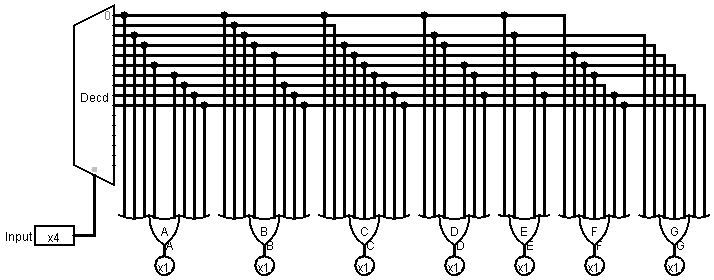 0
Decd
Input x4
A B C D E F G
A B C D E F G
x1 x1 x1 x1 x1 x1 x1